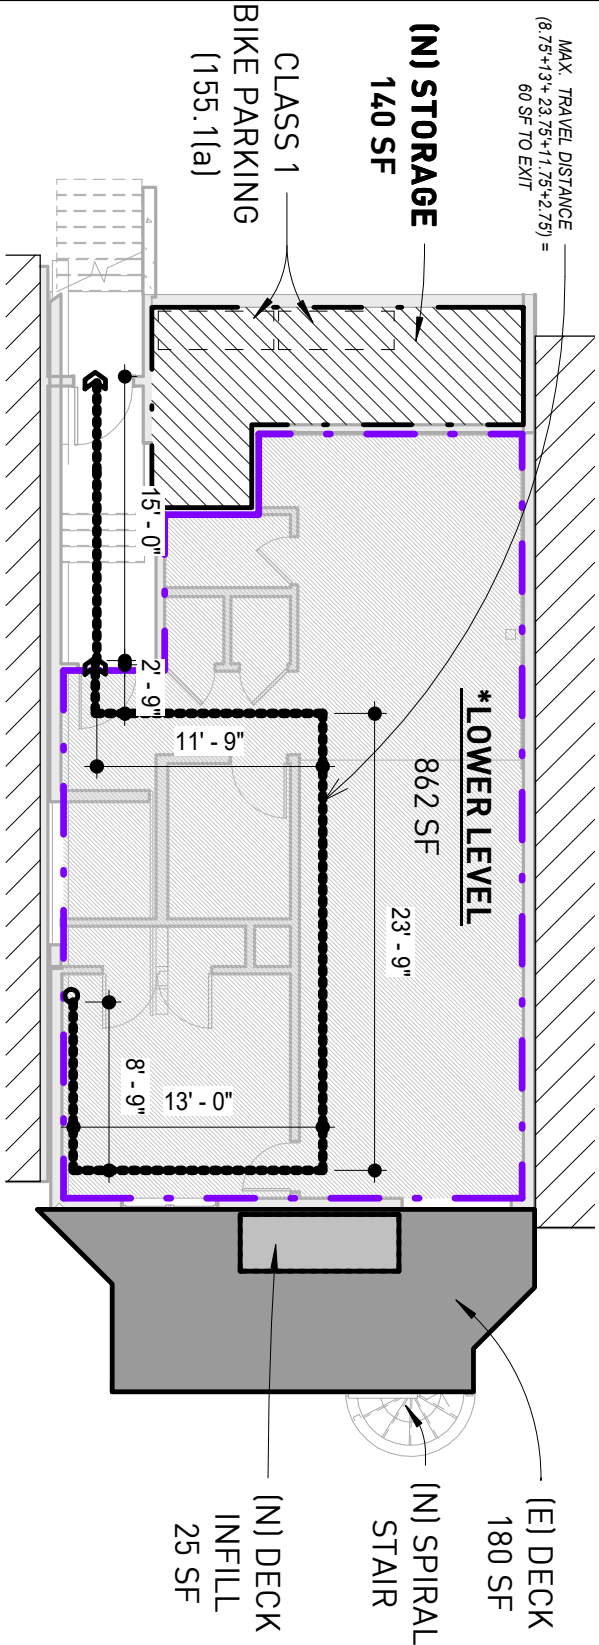 MAX. TRAVEL DISTANCE
(8.75'+13'+ 23.75'+11.75'+2.75') =
60 SF TO EXIT
(N) STORAGE
140 SF
CLASS 1
BIKE PARKING
(155.1(a)
15' - 0"
2' - 9"
11' - 9"
*LOWER LEVEL
862 SF
23' - 9"
8' - 9"
13' - 0"
(E) DECK
180 SF
(N) SPIRAL
STAIR
(N) DECK
INFILL
25 SF